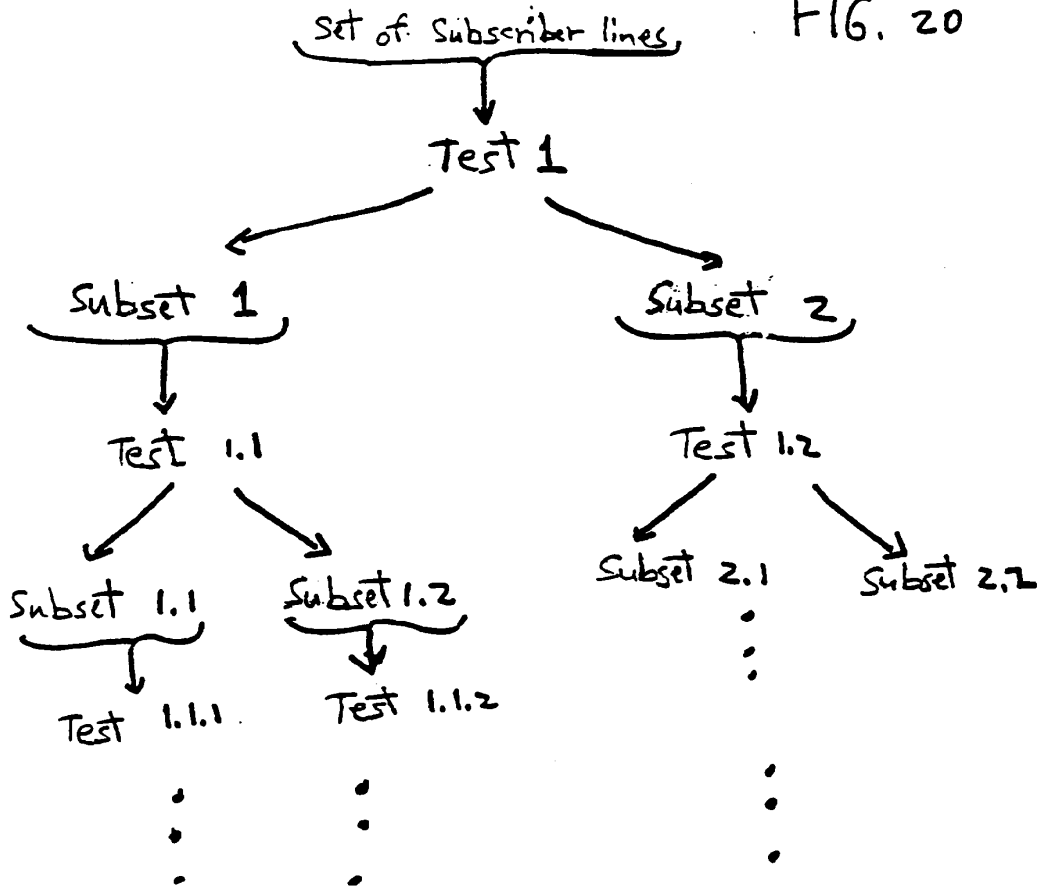 FIG. 20
Set of Subscriber lines
Test 1
Subset 1
Subset 2
Test 1.1
Test 1.2
Subset 1.1
Subset 1.2
Subset 2.1
Subset 2.2
Test 1.1.1
Test 1.1.2